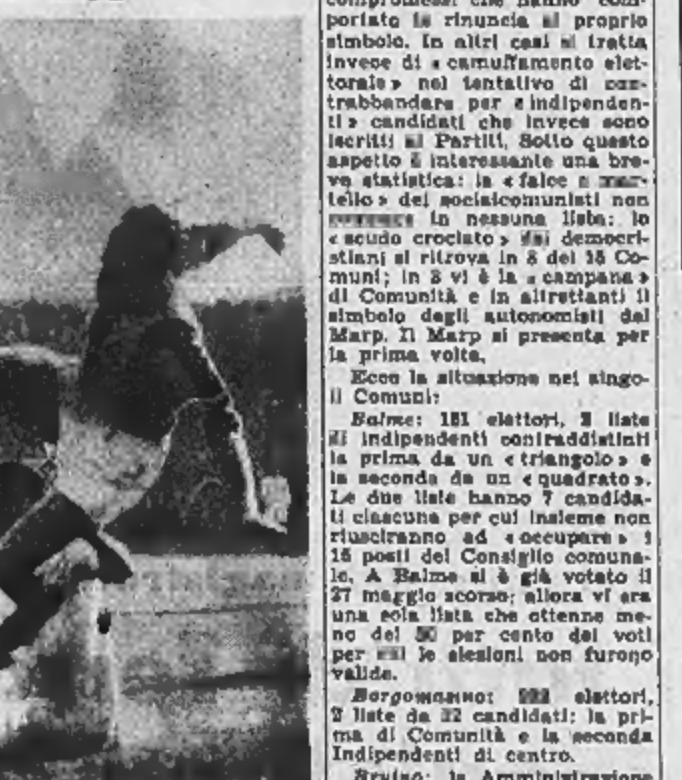 compromessi che hanno com-
portato la rinuncia al proprio
simbolo. In altri casi si tratta
invece di « camuffamento elet-
torale » nel tentativo di con-
trabbandare per « indipenden-
ti » candidati che invece sono
iscritti ai Partiti. Sotto questo
aspetto è interessante una bre-
ve statistica: la « falce e mar-
tello » dei socialcomunisti non
in nessuna lista; lo
« scudo crociato » dei democri-
stiani si ritrova in 8 dei 15 Co-
muni; in 3 vi è la « campana »
di Comunità e in altrettanti il
simbolo degli autonomisti del
Marp. Il Marp si presenta per
la prima volta.
Ecco la situazione nei singo-
li Comuni:
Balme: 151 elettori, 2 liste
di indipendenti contraddistinti
la prima da un « triangolo » e
la seconda da un « quadrato ».
Le due liste hanno 7 candida-
ti ciascuna per cui insieme non
riusciranno ad « occupare » i
15 posti del Consiglio comuna-
le. A Balme si è già votato il
27 maggio scorso; allora vi era
una sola lista che ottenne me-
no del 50 per cento dei voti
per cui le elezioni non furono
valide.
elettori,
2 liste da 12 candidati: la pri-
ma di Comunità e la seconda
Indipendenti di centro.
Bruino: la Amministrazione